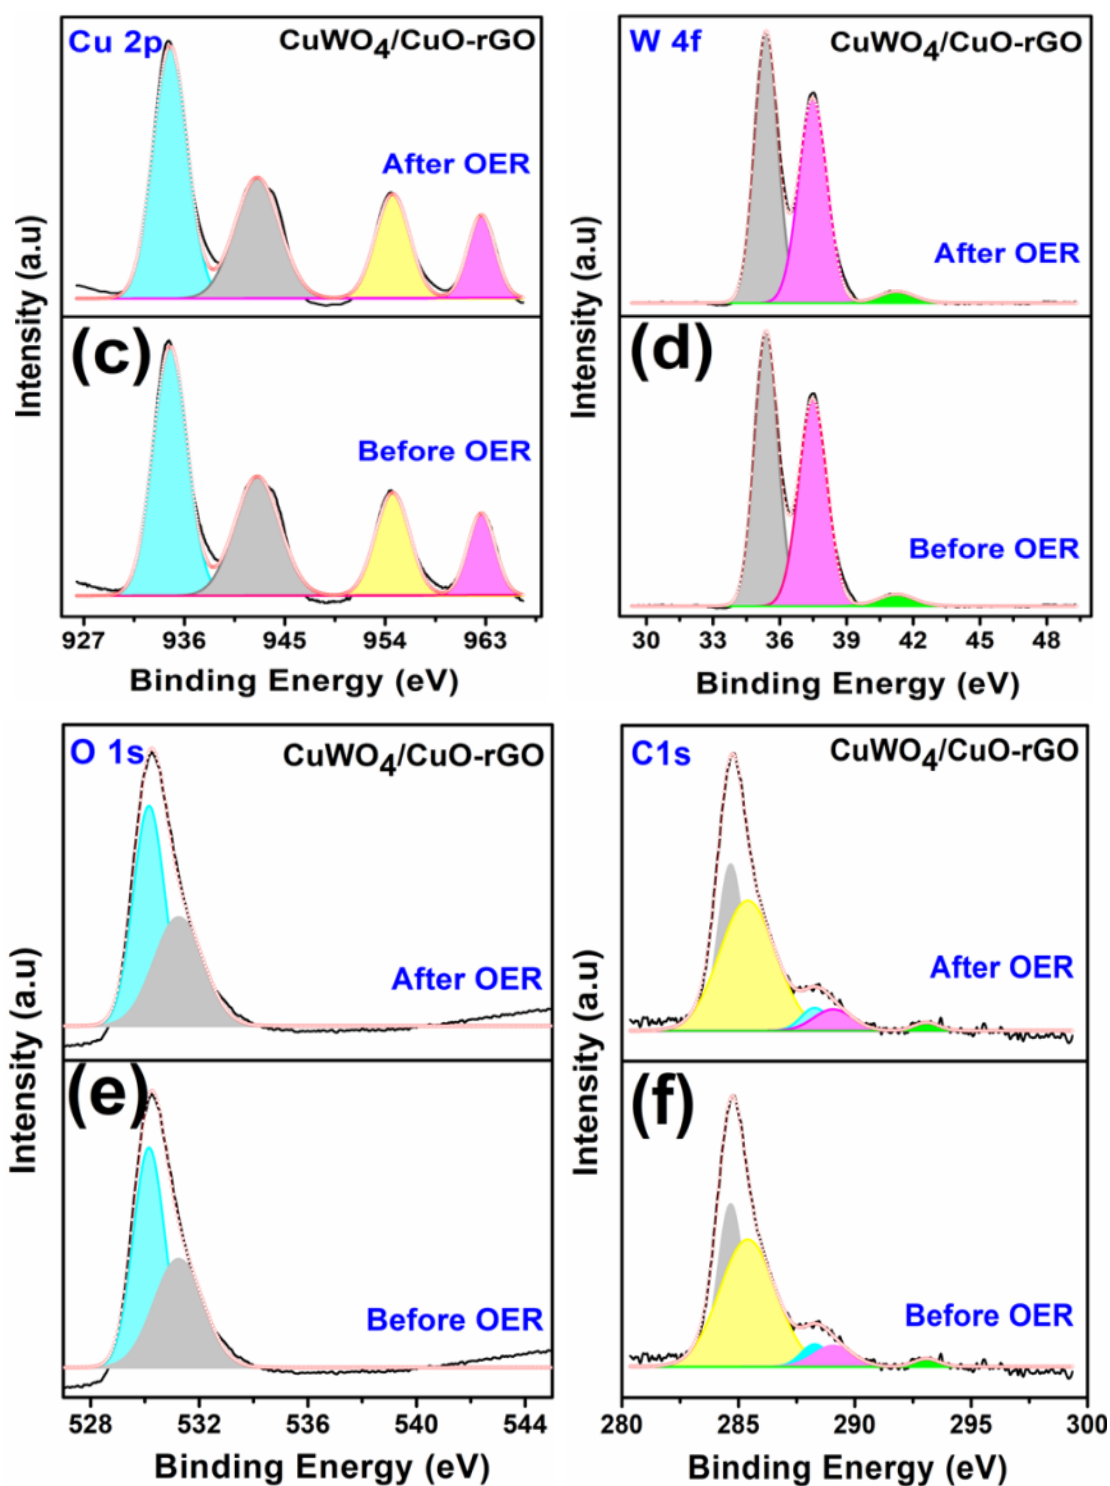 Cu 2p
CuWO4/CuO-rGO
After OER
(c)
Before OER
Intensity (a.u)
927 936 945 954 963
Binding Energy (eV)
W 4f
CuWO4/CuO-rGO
After OER
(d)
Before OER
Intensity (a.u)
30 33 36 39 42 45 48
Binding Energy (eV)
O 1s
CuWO4/CuO-rGO
After OER
(e)
Before OER
Intensity (a.u)
528 532 536 540 544
Binding Energy (eV)
C1s
CuWO4/CuO-rGO
After OER
(f)
Before OER
Intensity (a.u)
280 285 290 295 300
Binding Energy (eV)